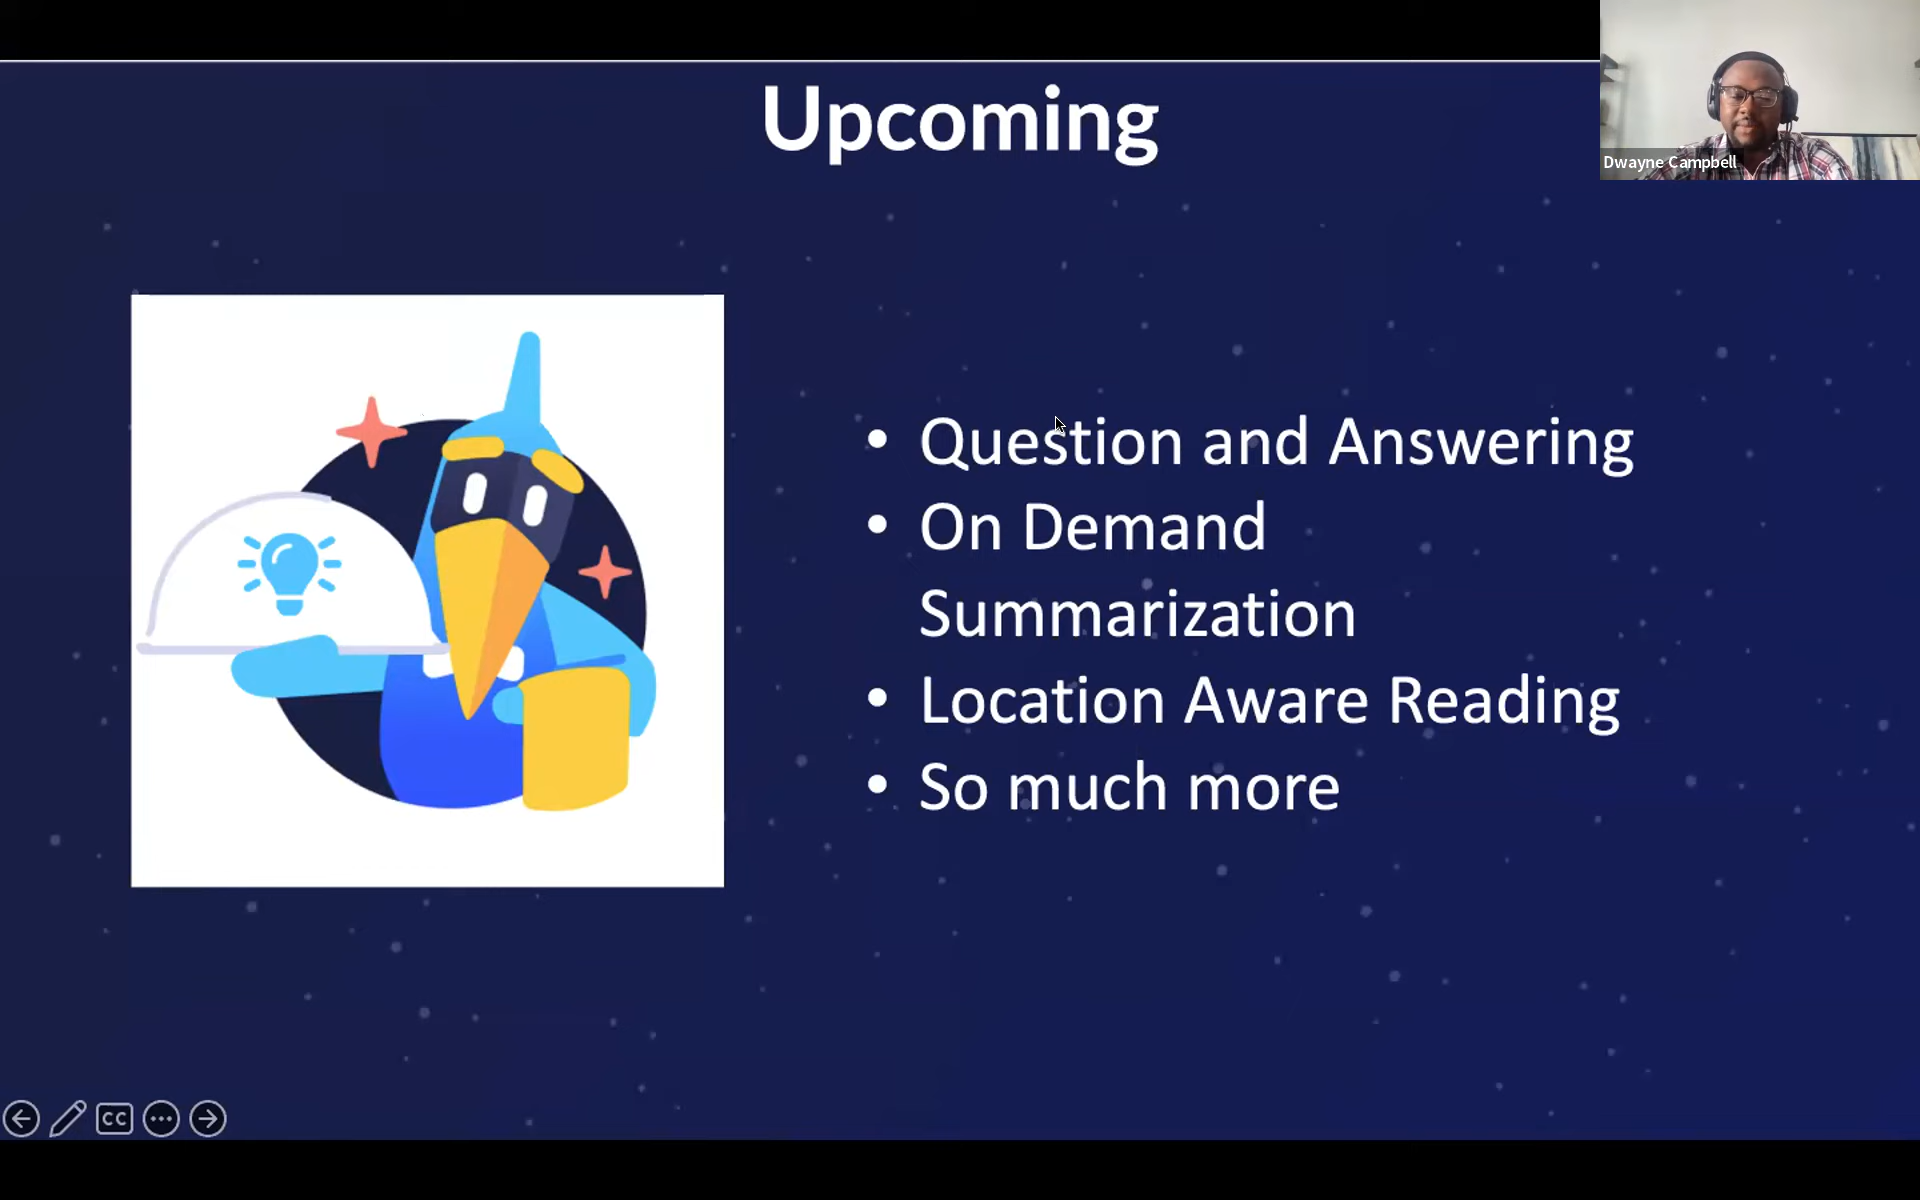 Upcoming
Dwayne Campbell
• Question and Answering
• On Demand
Summarization
• Location Aware Reading
• So much more
CC